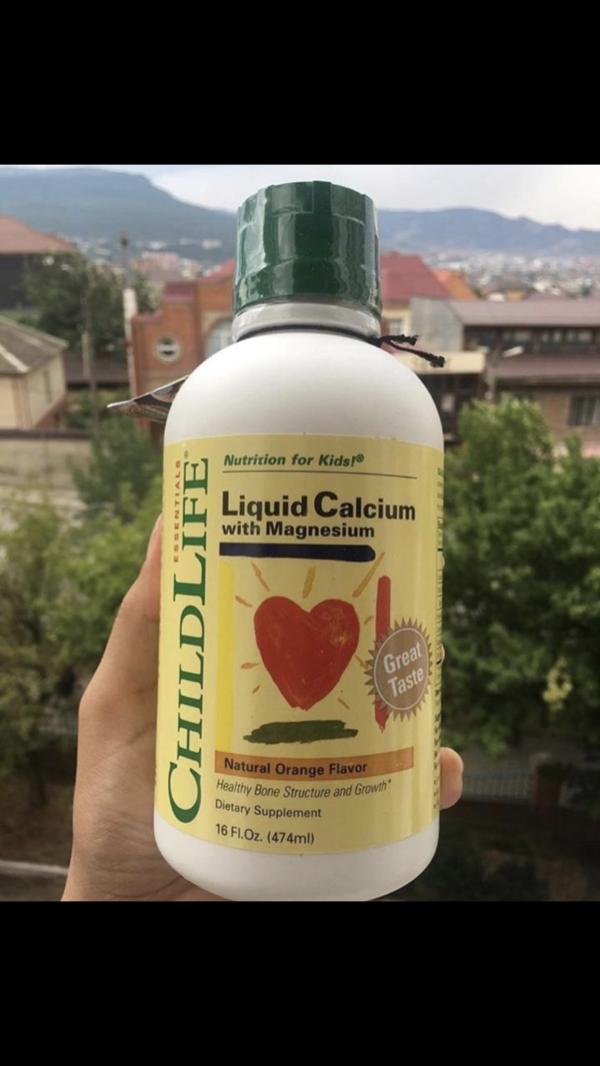 ESSENTIALS®
CHILDLIFE
Nutrition for Kids!®
Liquid Calcium
with Magnesium
Great
Taste
Natural Orange Flavor
Healthy Bone Structure and Growth*
Dietary Supplement
16 Fl.Oz. (474ml)